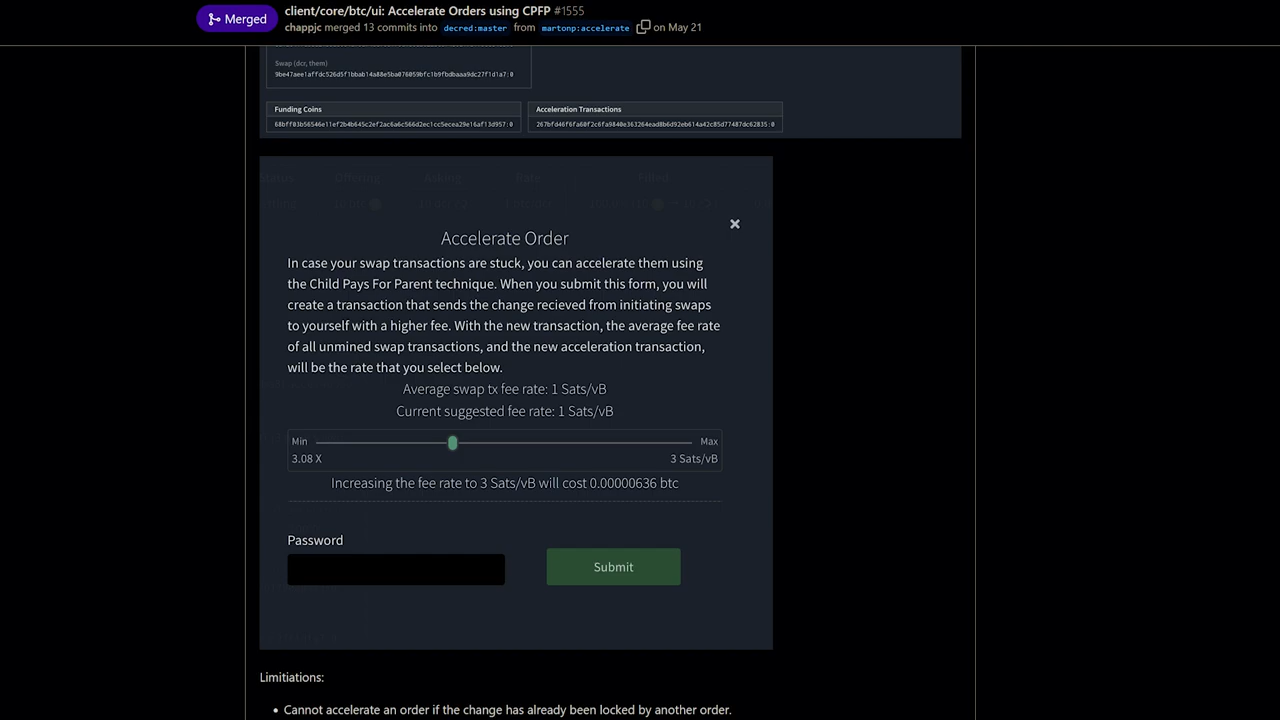 Merged
client/core/btc/ui: Accelerate Orders using CPFP #1555
chappjc merged 13 commits into decred:master from martonp:accelerate on May 21
Swap (dcr, them)
Funding Coins
Acceleration Transactions
Status Offering Asking Rate Filled
Accelerate Order
In case your swap transactions are stuck, you can accelerate them using
the Child Pays For Parent technique. When you submit this form, you will
create a transaction that sends the change recieved from initiating swaps
to yourself with a higher fee. With the new transaction, the average fee rate
of all unmined swap transactions, and the new acceleration transaction,
will be the rate that you select below.
Average swap tx fee rate: 1 Sats/vB
Current suggested fee rate: 1 Sats/vB
Min Max
3.08 X 3 Sats/vB
Increasing the fee rate to 3 Sats/vB will cost 0.00000636 btc
Password
Submit
Limitiations:
Cannot accelerate an order if the change has already been locked by another order.